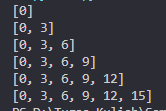 [0]
[0, 3]
[0, 3, 6]
[0, 3, 6, 9]
[0, 3, 6, 9, 12]
[0, 3, 6, 9, 12, 15]